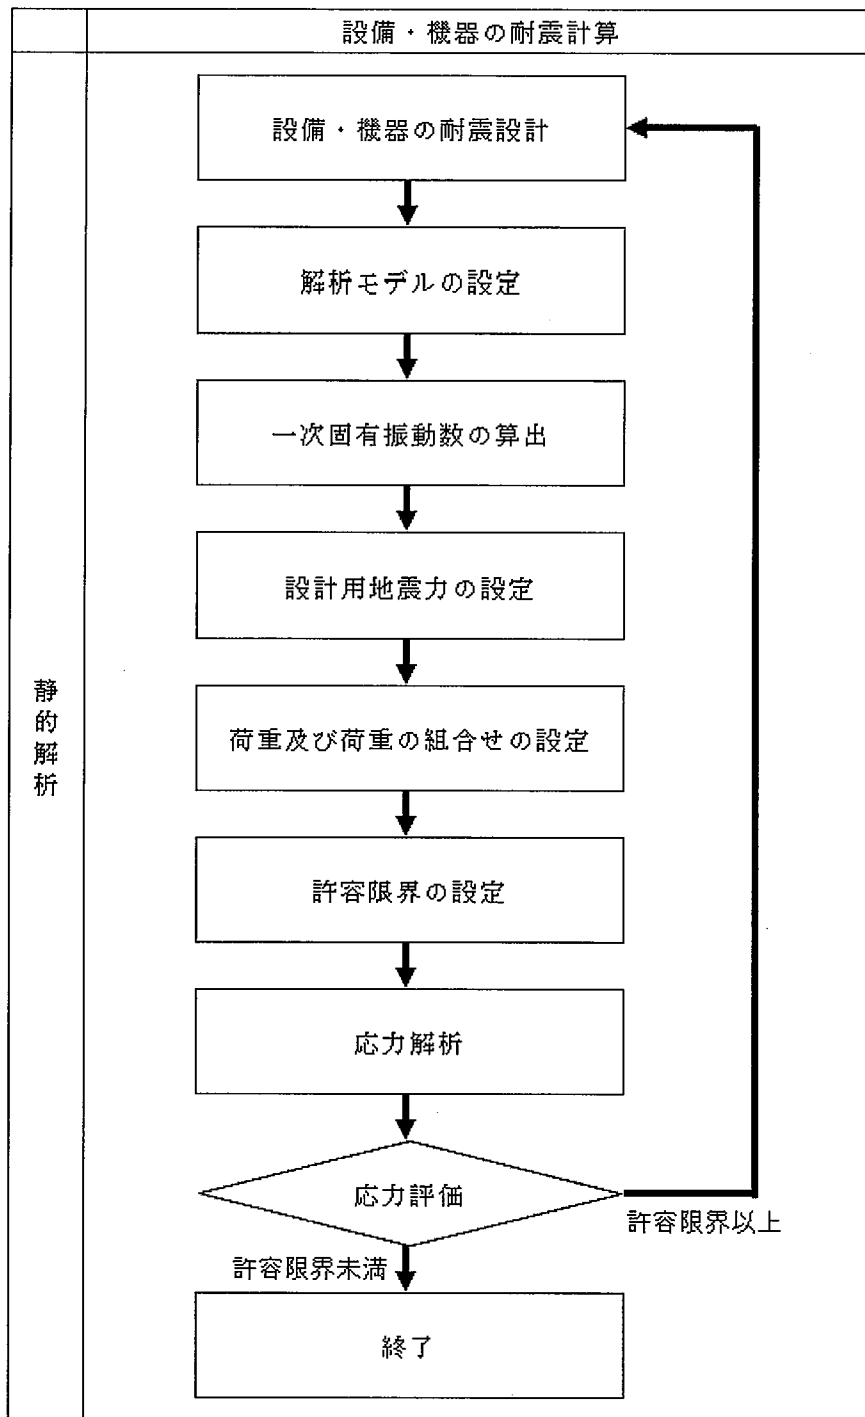 設備・機器の耐震計算
静的解析
設備・機器の耐震設計
解析モデルの設定
一次固有振動数の算出
設計用地震力の設定
荷重及び荷重の組合せの設定
許容限界の設定
応力解析
応力評価
許容限界以上
許容限界未満
終了